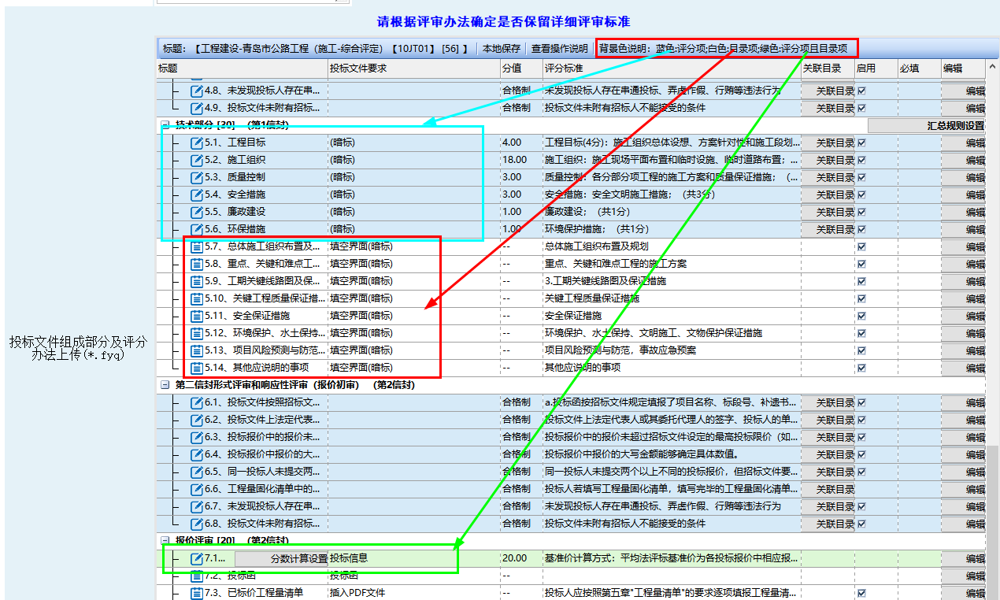 请根据评审办法确定是否保留详细评审标准
标题：【工程建设-青岛市公路工程（施工-综合评定）【10JT01】 [56] 】 本地保存 查看操作说明 背景色说明：蓝色:评分项;白色:目录项;绿色:评分项且目录项
标题 投标文件要求 分值 评分标准 关联目录 启用 必填 编辑
4.8、未发现投标人存在串... 合格制 未发现投标人存在串通投标、弄虚作假、行贿等违法行为 关联目录 编辑
4.9、投标文件未附有招标... 合格制 投标文件未附有招标人不能接受的条件 关联目录 编辑
技术部分 [30] （第1信封） 汇总规则设置
5.1、工程目标 (暗标) 4.00 工程目标(4分)：施工组织总体设想、方案针对性和施工段划... 关联目录 编辑
5.2、施工组织 (暗标) 18.00 施工组织：施工现场平面布置和临时设施、临时道路布置；... 关联目录 编辑
5.3、质量控制 (暗标) 3.00 质量控制：各分部分项工程的施工方案和质量保证措施；（... 关联目录 编辑
5.4、安全措施 (暗标) 3.00 安全措施：安全文明施工措施；（共3分） 关联目录 编辑
5.5、廉政建设 (暗标) 1.00 廉政建设；（共1分） 关联目录 编辑
5.6、环保措施 (暗标) 1.00 环境保护措施；（共1分） 关联目录 编辑
5.7、总体施工组织布置及... 填空界面(暗标) -- 总体施工组织布置及规划 编辑
5.8、重点、关键和难点工... 填空界面(暗标) -- 重点、关键和难点工程的施工方案 编辑
5.9、工期关键线路图及保... 填空界面(暗标) -- 3.工期关键线路图及保证措施 编辑
5.10、关键工程质量保证措... 填空界面(暗标) -- 关键工程质量保证措施 编辑
5.11、安全保证措施 填空界面(暗标) -- 安全保证措施 编辑
5.12、环境保护、水土保持... 填空界面(暗标) -- 环境保护、水土保持、文明施工、文物保护保证措施 编辑
投标文件组成部分及评分
办法上传(*.fyq)
5.13、项目风险预测与防范... 填空界面(暗标) -- 项目风险预测与防范，事故应急预案 编辑
5.14、其他应说明的事项 填空界面(暗标) -- 其他应说明的事项 编辑
第二信封形式评审和响应性评审（报价初审） （第2信封）
6.1、投标文件按照招标文... 合格制 a.投标函按招标文件规定填报了项目名称、标段号、补遗书... 关联目录 编辑
6.2、投标文件上法定代表... 合格制 投标文件上法定代表人或其委托代理人的签字、投标人的单... 关联目录 编辑
6.3、投标报价中的报价未... 合格制 投标报价中的报价未超过招标文件设定的最高投标限价（如... 关联目录 编辑
6.4、投标报价中报价的大... 合格制 投标报价中报价的大写金额能够确定具体数值。 关联目录 编辑
6.5、同一投标人未提交两... 合格制 同一投标人未提交两个以上不同的投标报价，但招标文件要... 关联目录 编辑
6.6、工程量固化清单中的... 合格制 投标人若填写工程量固化清单，填写完毕的工程量固化清单... 关联目录 编辑
6.7、未发现投标人存在串... 合格制 未发现投标人存在串通投标、弄虚作假、行贿等违法行为 关联目录 编辑
6.8、投标文件未附有招标... 合格制 投标文件未附有招标人不能接受的条件 关联目录 编辑
报价评审 [20] （第2信封）
7.1... 分数计算设置 投标信息 20.00 基准价计算方式：平均法评标基准价为各投标报价中相应报... 编辑
7.2、投标函 投标函 -- 编辑
7.3、已标价工程量清单 插入PDF文件 -- 投标人应按照第五章"工程量清单"的要求逐项填报工程量清... 编辑